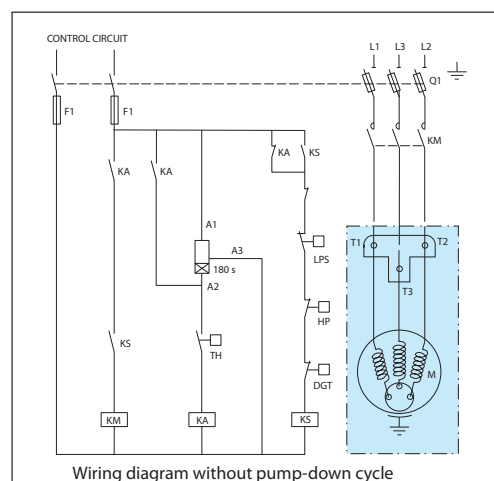 CONTROL CIRCUIT
L1 L3 L2
Q1
F1 F1
KM
KA KA KA KS
A1
A3
180 s
A2
LPS
T1 T2
T3
HP
KS
TH
DGT
M
KM KA KS
Wiring diagram without pump-down cycle